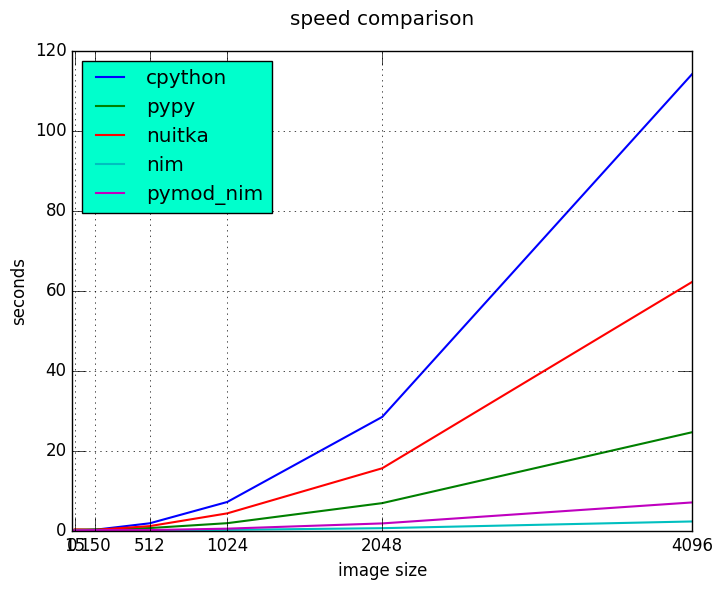 speed comparison
120
100
80
60
40
20
0
cpython
pypy
nuitka
nim
pymod_nim
seconds
150 512 1024 2048 4096
image size